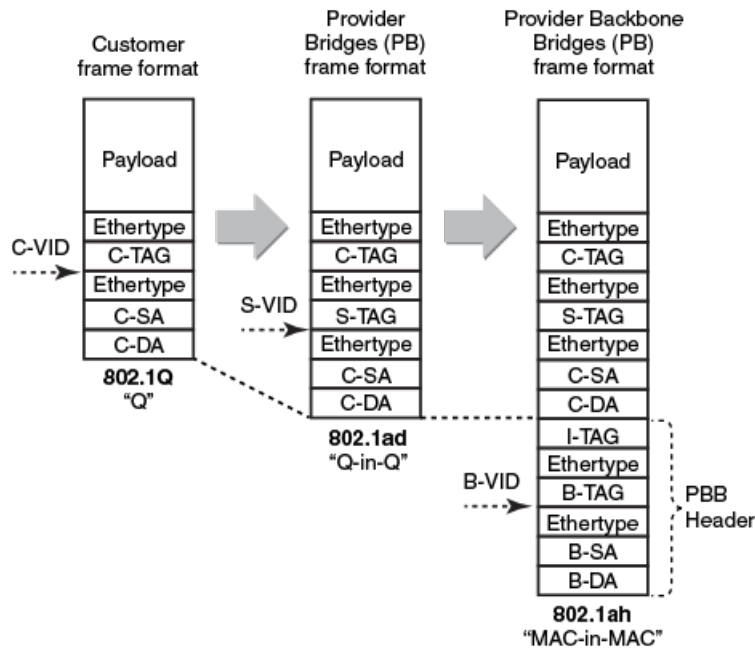 Customer
frame format
Provider
Bridges (PB)
frame format
Provider Backbone
Bridges (PB)
frame format
Payload
Ethertype
C-TAG
Ethertype
C-SA
C-DA
C-VID
802.1Q
“Q”
Payload
Ethertype
C-TAG
Ethertype
S-TAG
Ethertype
C-SA
C-DA
S-VID
802.1ad
“Q-in-Q”
Payload
Ethertype
C-TAG
Ethertype
S-TAG
Ethertype
C-SA
C-DA
I-TAG
Ethertype
B-TAG
Ethertype
B-SA
B-DA
B-VID
PBB
Header
802.1ah
“MAC-in-MAC”